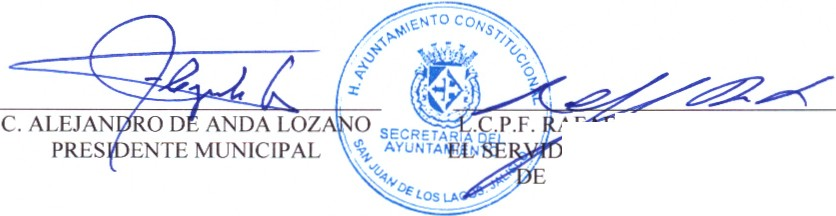 C. ALEJANDRO DE ANDA LOZANO
PRESIDENTE MUNICIPAL
H. AYUNTAMIENTO CONSTITUCIONAL
SECRETARIA DEL
AYUNTAMIENTO
SAN JUAN DE LOS LAGOS, JALISCO
L.C.P.F.
EL SERVID
DE